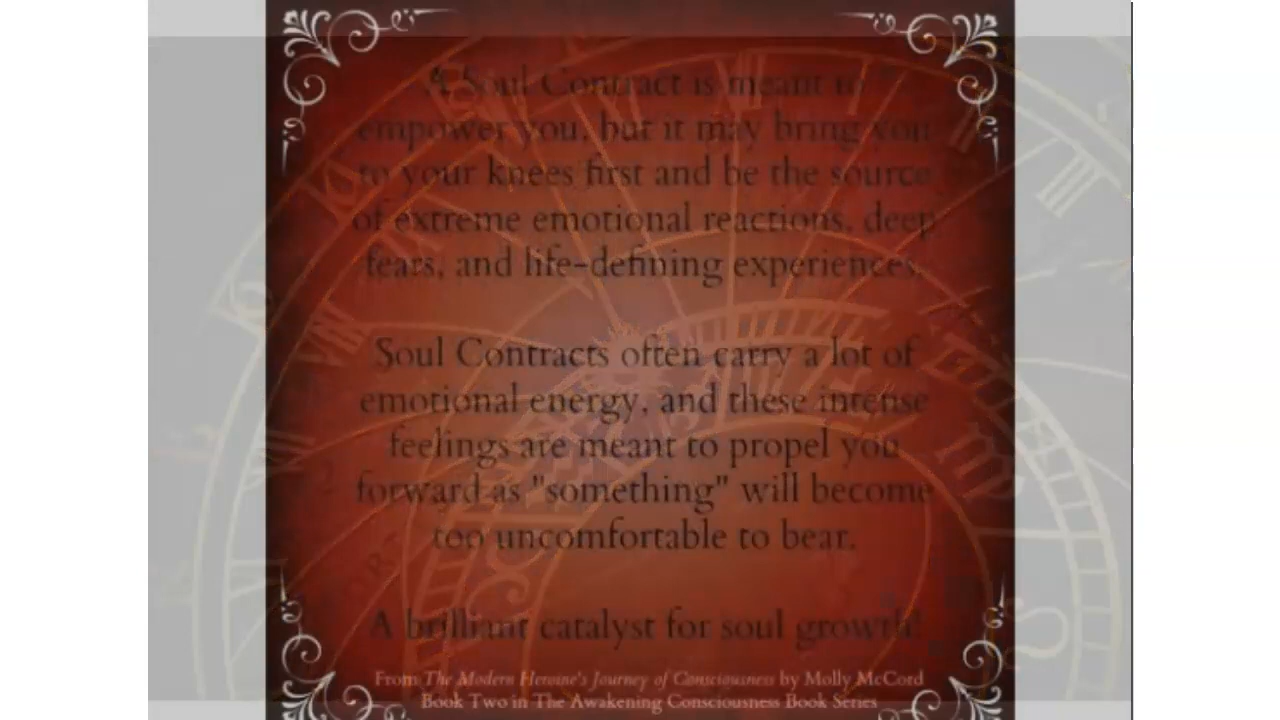 A Soul Contract is meant to
empower you, but it may bring you
to your knees first and be the source
of extreme emotional reactions, deep
fears, and life-defining experiences.
Soul Contracts often carry a lot of
emotional energy, and these intense
feelings are meant to propel you
forward as "something" will become
too uncomfortable to bear.
A brilliant catalyst for soul growth!
From The Modern Heroine's Journey of Consciousness by Molly McCord
Book Two in The Awakening Consciousness Book Series
VIII
VII
III